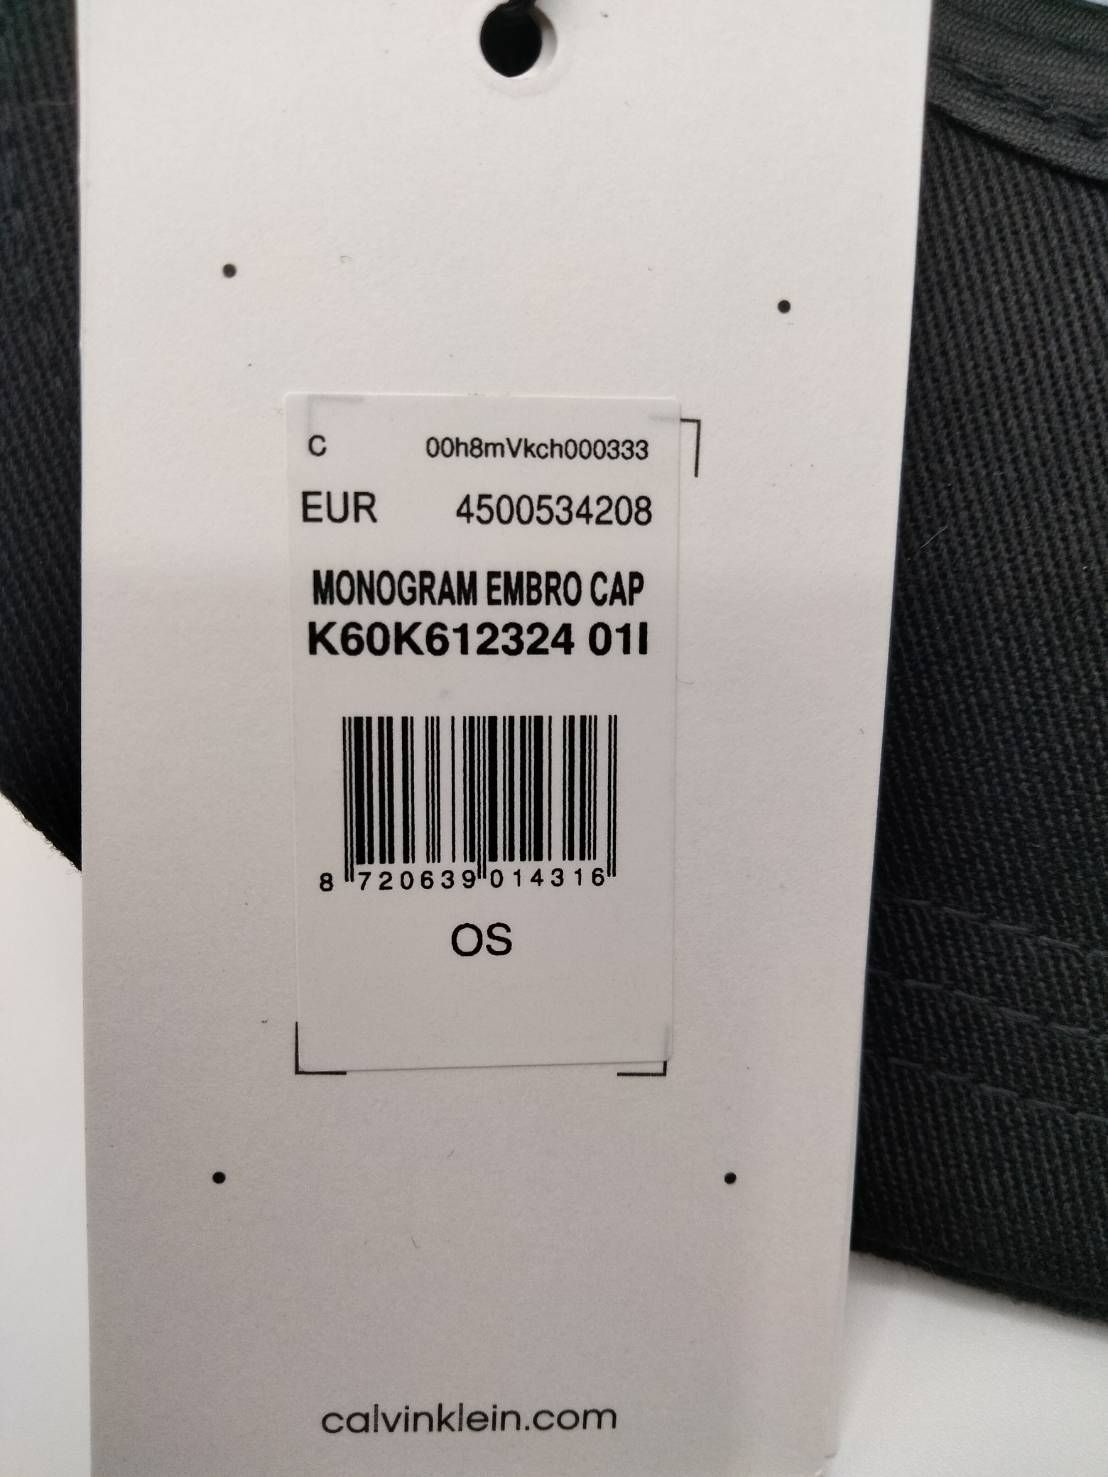 C 00h8mVkch000333
EUR 4500534208
MONOGRAM EMBRO CAP
K60K612324 01I
8 720639 014316
OS
calvinklein.com